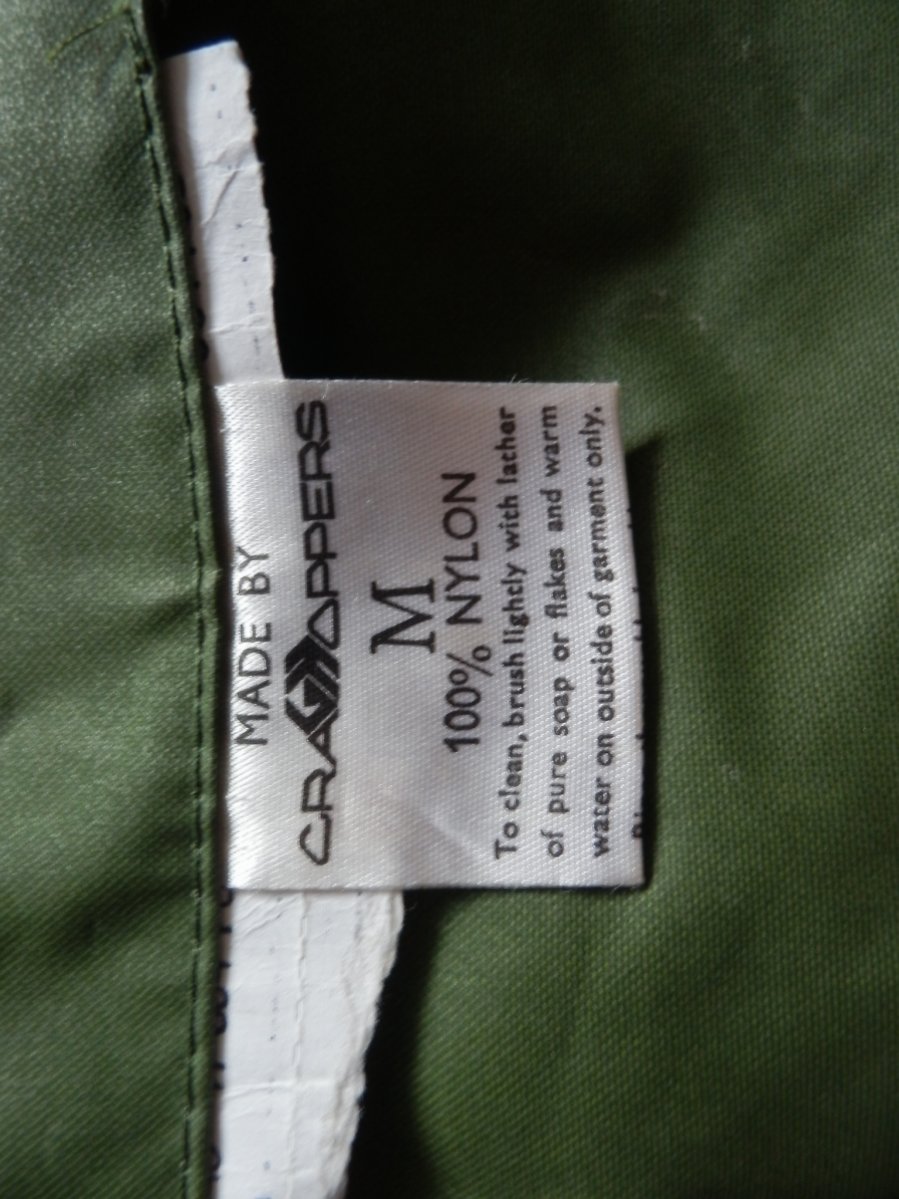 MADE BY
CRAGHOPPERS
M
100% NYLON
To clean, brush lightly with lather
of pure soap or flakes and warm
water on outside of garment only.